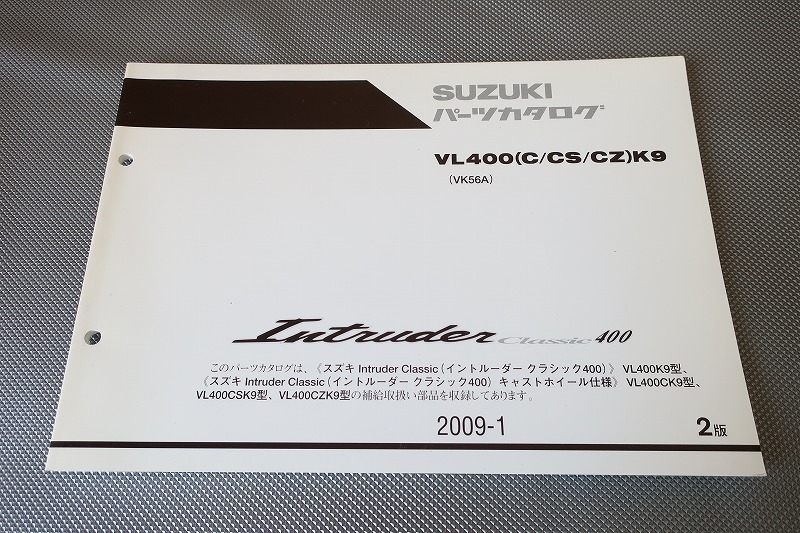 SUZUKI
パーツカタログ
VL400(C/CS/CZ)K9
(VK56A)
Intruder Classic 400
このパーツカタログは、《スズキ Intruder Classic(イントルーダー クラシック400)》 VL400K9型、
《スズキ Intruder Classic(イントルーダー クラシック400) キャストホイール仕様》 VL400CK9型、
VL400CSK9型、VL400CZK9型の補給取扱い部品を収録してあります。
2009-1
2版